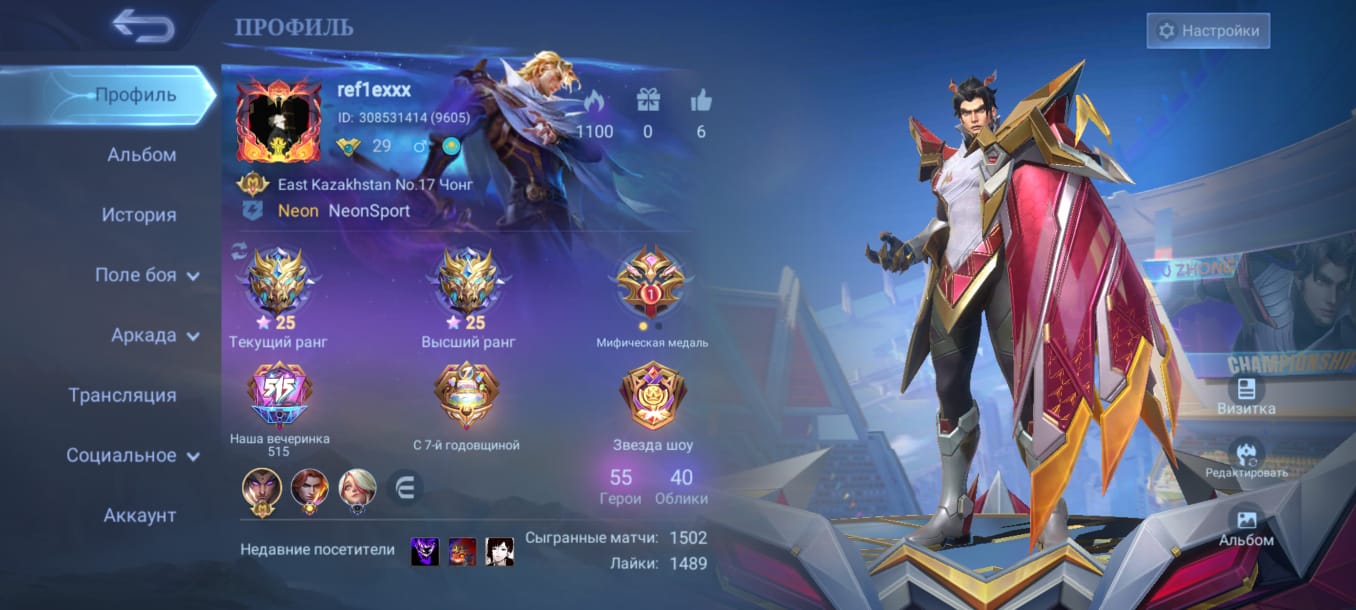 ПРОФИЛЬ
Настройки
Профиль
Альбом
История
Поле боя
Аркада
Трансляция
Социальное
Аккаунт
ref1exxx
ID: 308531414 (9605)
29
1100
0
6
East Kazakhstan No.17 Чонг
Neon NeonSport
25
25
1
Текущий ранг
Высший ранг
Мифическая медаль
515
7
Наша вечеринка
515
С 7-й годовщиной
Звезда шоу
55
40
Герои
Облики
Недавние посетители
Сыгранные матчи: 1502
Лайки: 1489
ZHONG
CHAMPIONSHIP
Визитка
Редактировать
Альбом